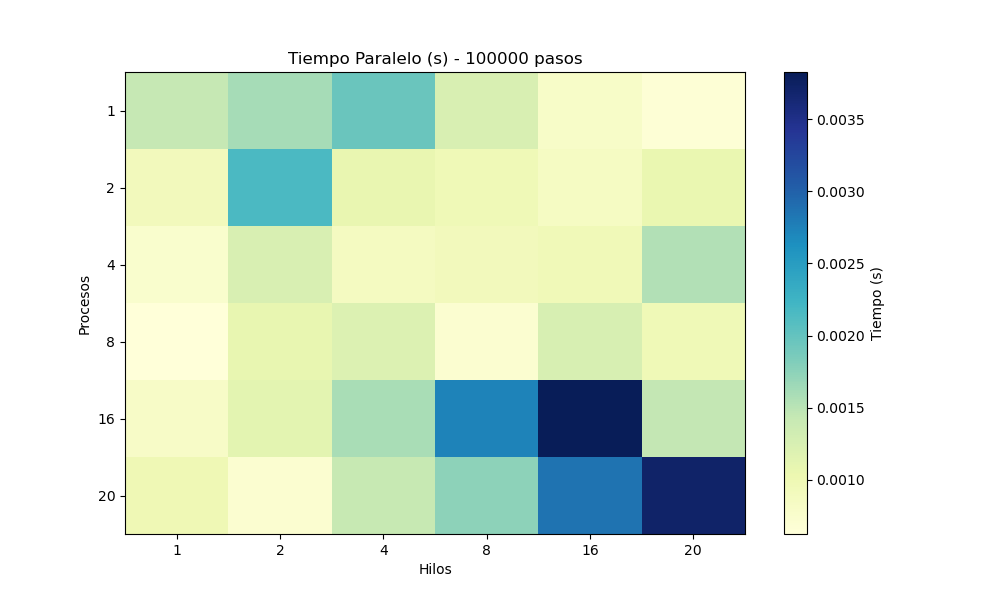 Tiempo Paralelo (s) - 100000 pasos
Procesos
1
2
4
8
16
20
1 2 4 8 16 20
Hilos
0.0035
0.0030
0.0025
0.0020
0.0015
0.0010
Tiempo (s)